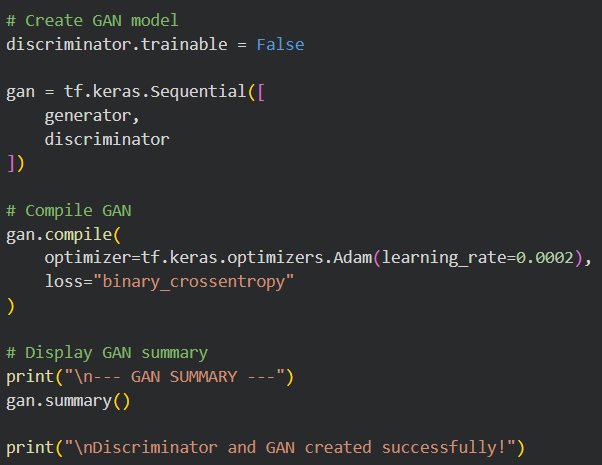 # Create GAN model
discriminator.trainable = False

gan = tf.keras.Sequential([
    generator,
    discriminator
])

# Compile GAN
gan.compile(
    optimizer=tf.keras.optimizers.Adam(learning_rate=0.0002),
    loss="binary_crossentropy"
)

# Display GAN summary
print("\n--- GAN SUMMARY ---")
gan.summary()

print("\nDiscriminator and GAN created successfully!")